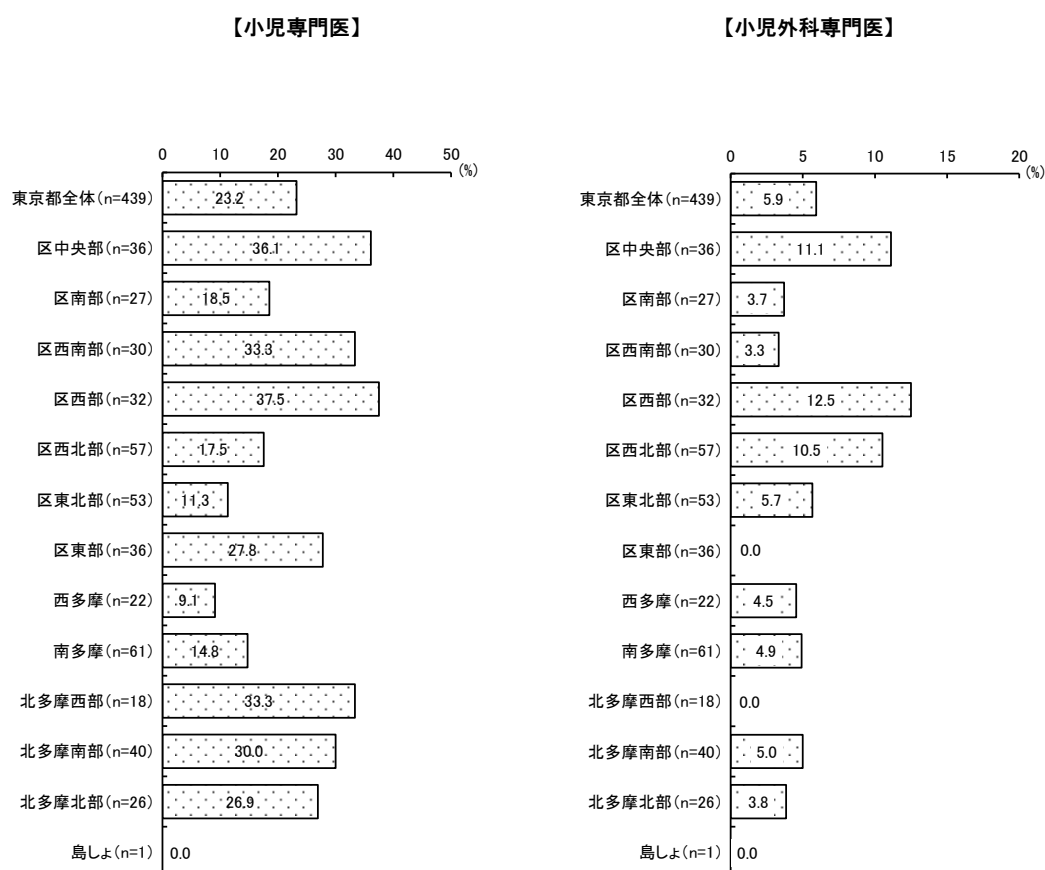 【小児専門医】
0 10 20 30 40 50
(%)
東京都全体(n=439) 23.2
区中央部(n=36) 36.1
区南部(n=27) 18.5
区西南部(n=30) 33.3
区西部(n=32) 37.5
区西北部(n=57) 17.5
区東北部(n=53) 11.3
区東部(n=36) 27.8
西多摩(n=22) 9.1
南多摩(n=61) 14.8
北多摩西部(n=18) 33.3
北多摩南部(n=40) 30.0
北多摩北部(n=26) 26.9
島しょ(n=1) 0.0
【小児外科専門医】
0 5 10 15 20
(%)
東京都全体(n=439) 5.9
区中央部(n=36) 11.1
区南部(n=27) 3.7
区西南部(n=30) 3.3
区西部(n=32) 12.5
区西北部(n=57) 10.5
区東北部(n=53) 5.7
区東部(n=36) 0.0
西多摩(n=22) 4.5
南多摩(n=61) 4.9
北多摩西部(n=18) 0.0
北多摩南部(n=40) 5.0
北多摩北部(n=26) 3.8
島しょ(n=1) 0.0